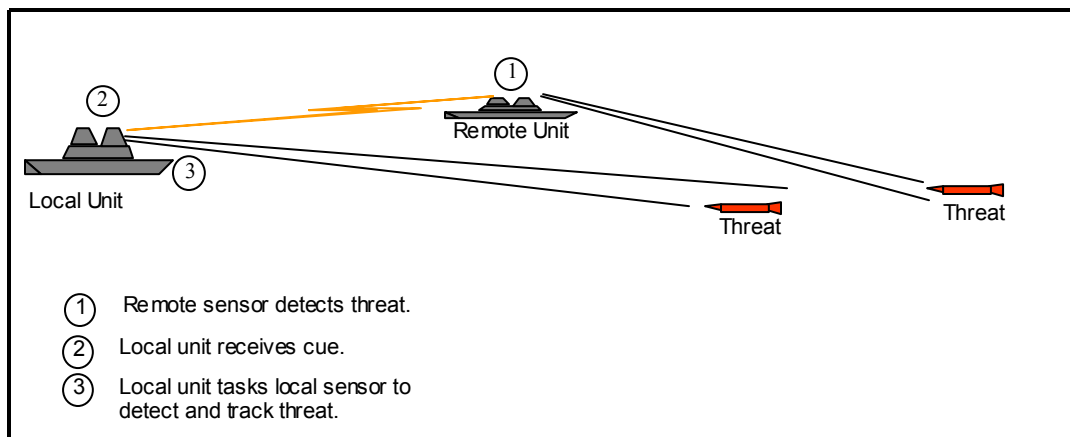 1
2
Remote Unit
3
Local Unit
Threat
Threat
1 Remote sensor detects threat.
2 Local unit receives cue.
3 Local unit tasks local sensor to
detect and track threat.